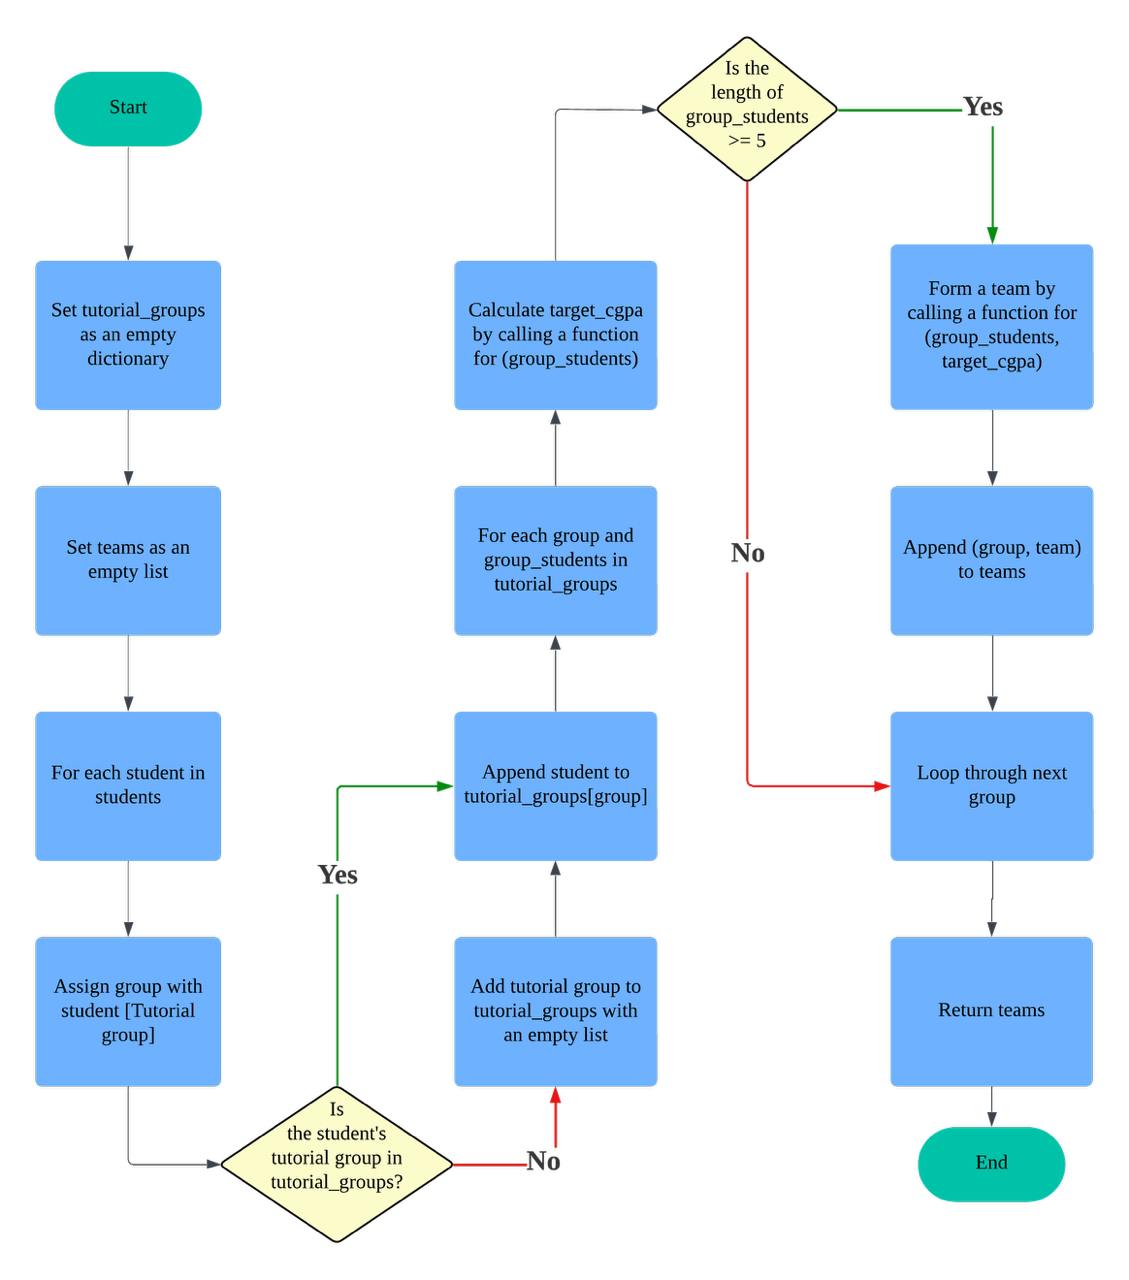 Start
Set tutorial_groups
as an empty
dictionary
Set teams as an
empty list
For each student in
students
Assign group with
student [Tutorial
group]
Is
the student's
tutorial group in
tutorial_groups?
Yes
No
Add tutorial group to
tutorial_groups with
an empty list
Append student to
tutorial_groups[group]
For each group and
group_students in
tutorial_groups
Calculate target_cgpa
by calling a function
for (group_students)
Is the
length of
group_students
>= 5
Yes
No
Form a team by
calling a function for
(group_students,
target_cgpa)
Append (group, team)
to teams
Loop through next
group
Return teams
End